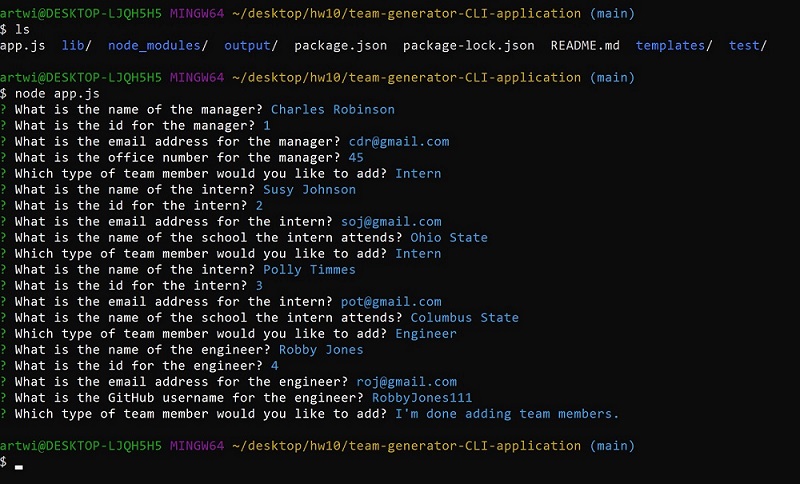 artwi@DESKTOP-LJQH5H5 MINGW64 ~/desktop/hw10/team-generator-CLI-application (main)
$ ls
app.js lib/ node_modules/ output/ package.json package-lock.json README.md templates/ test/
artwi@DESKTOP-LJQH5H5 MINGW64 ~/desktop/hw10/team-generator-CLI-application (main)
$ node app.js
? What is the name of the manager? Charles Robinson
? What is the id for the manager? 1
? What is the email address for the manager? cdr@gmail.com
? What is the office number for the manager? 45
? Which type of team member would you like to add? Intern
? What is the name of the intern? Susy Johnson
? What is the id for the intern? 2
? What is the email address for the intern? soj@gmail.com
? What is the name of the school the intern attends? Ohio State
? Which type of team member would you like to add? Intern
? What is the name of the intern? Polly Timmes
? What is the id for the intern? 3
? What is the email address for the intern? pot@gmail.com
? What is the name of the school the intern attends? Columbus State
? Which type of team member would you like to add? Engineer
? What is the name of the engineer? Robby Jones
? What is the id for the engineer? 4
? What is the email address for the engineer? roj@gmail.com
? What is the GitHub username for the engineer? RobbyJones111
? Which type of team member would you like to add? I'm done adding team members.
artwi@DESKTOP-LJQH5H5 MINGW64 ~/desktop/hw10/team-generator-CLI-application (main)
$